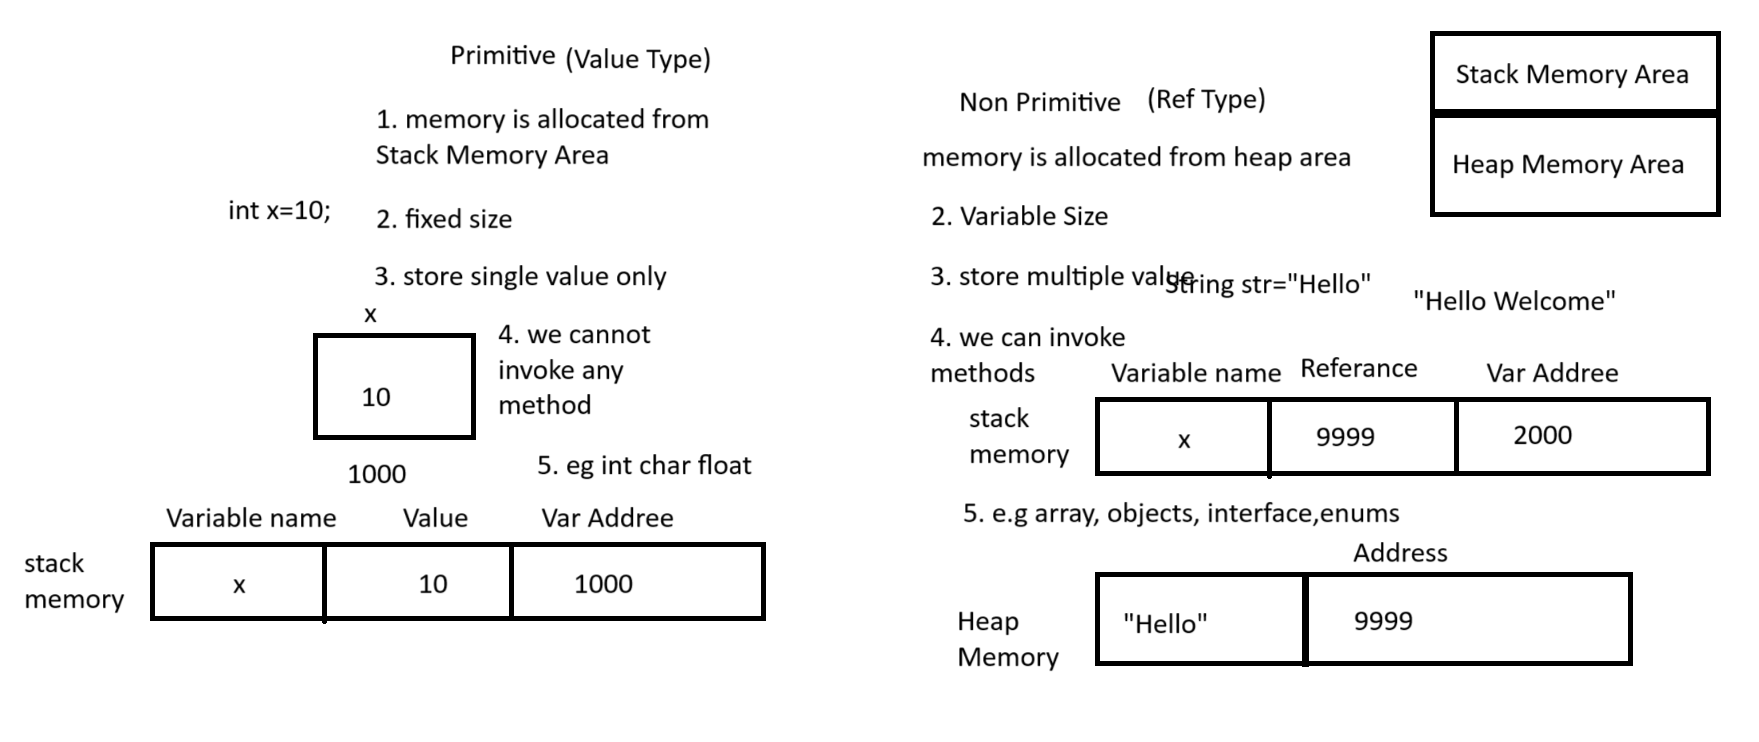 Primitive (Value Type)
1. memory is allocated from
Stack Memory Area
int x=10;
2. fixed size
3. store single value only
x
10
1000
4. we cannot
invoke any
method
5. eg int char float
Variable name Value Var Addree
stack
memory
x 10 1000
Non Primitive (Ref Type)
memory is allocated from heap area
2. Variable Size
3. store multiple value
String str="Hello"
"Hello Welcome"
4. we can invoke
methods
Variable name Referance Var Addree
stack
memory
x 9999 2000
5. e.g array, objects, interface,enums
Address
Heap
Memory
"Hello" 9999
Stack Memory Area
Heap Memory Area